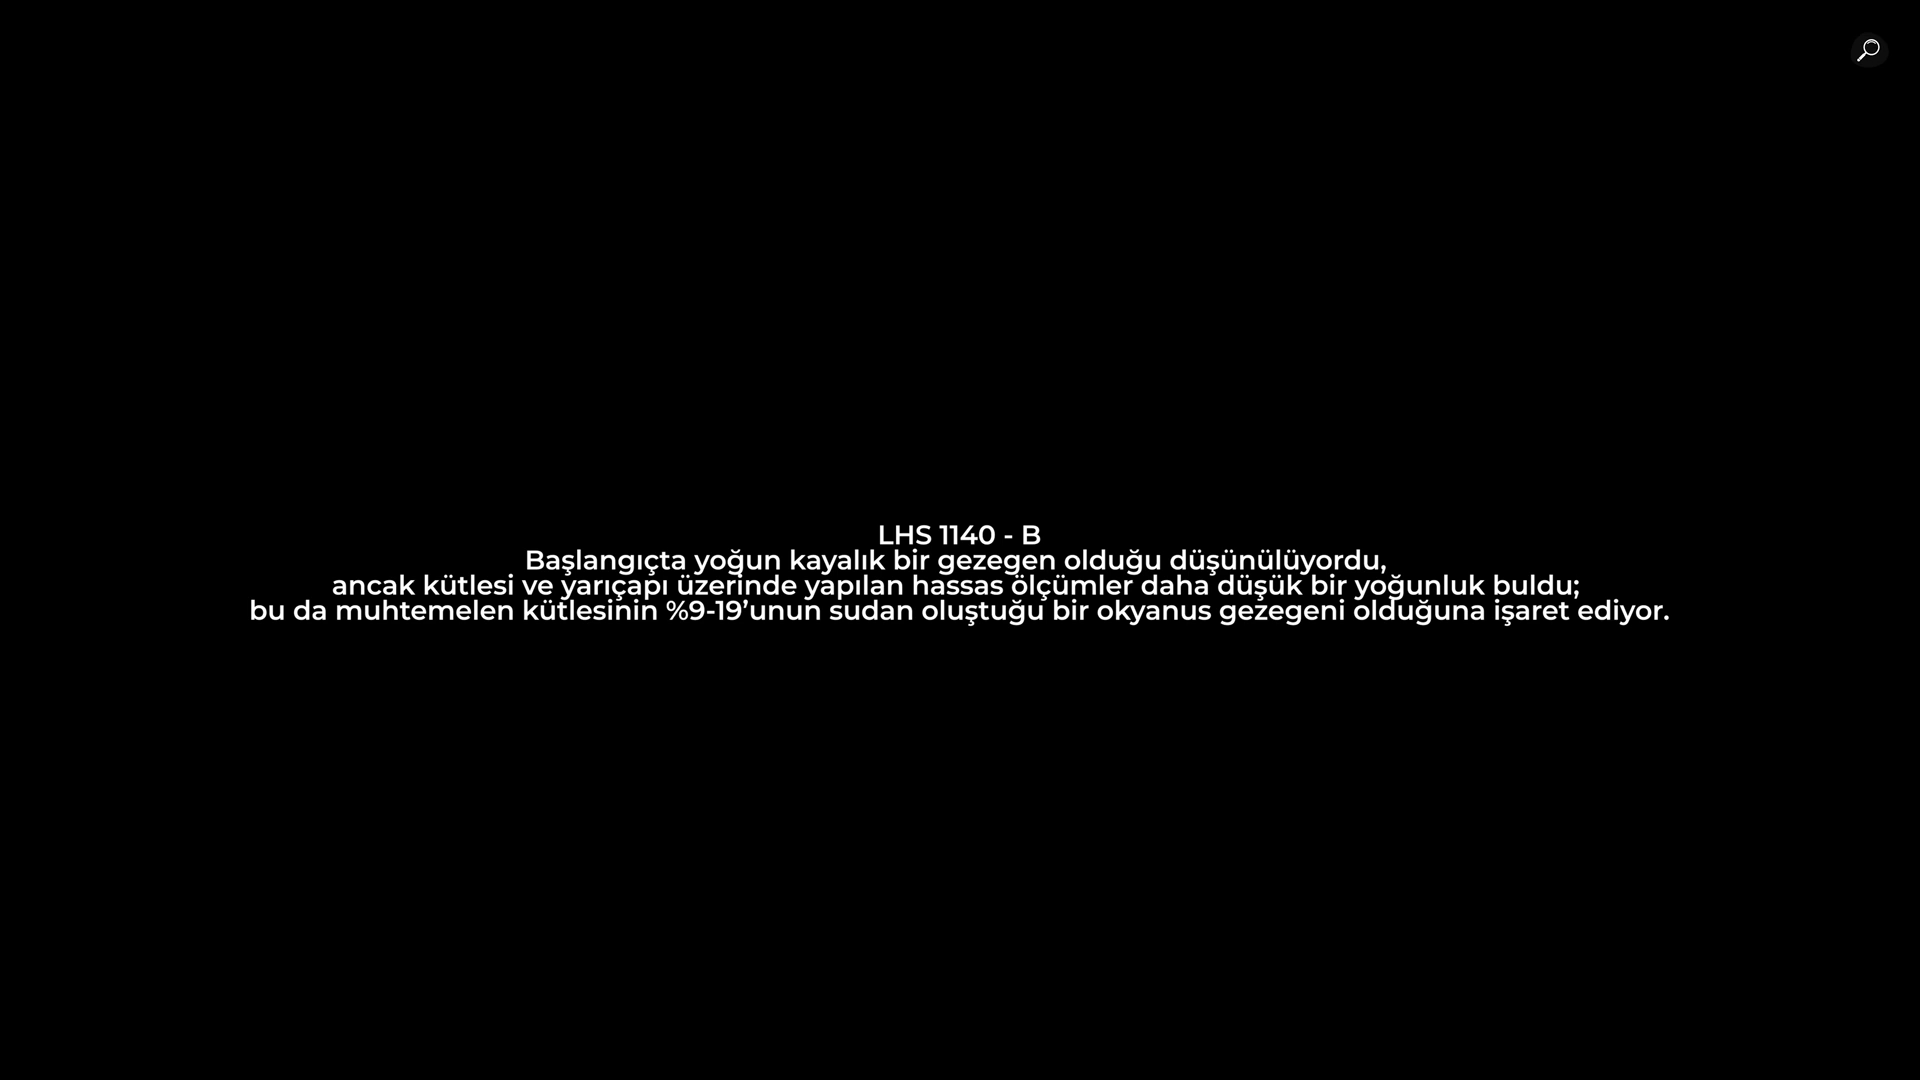 LHS 1140 - B
Başlangıçta yoğun kayalık bir gezegen olduğu düşünülüyordu,
ancak kütlesi ve yarıçapı üzerinde yapılan hassas ölçümler daha düşük bir yoğunluk buldu;
bu da muhtemelen kütlesinin %9-19’unun sudan oluştuğu bir okyanus gezegeni olduğuna işaret ediyor.